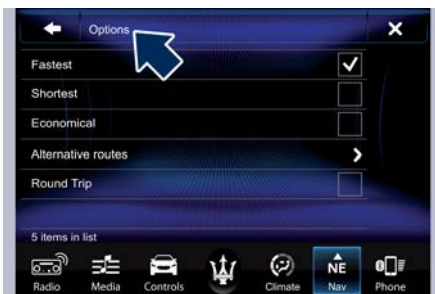 Options
Fastest
Shortest
Economical
Alternative routes
Round Trip
5 items in list
NE
Radio Media Controls Climate Nav Phone